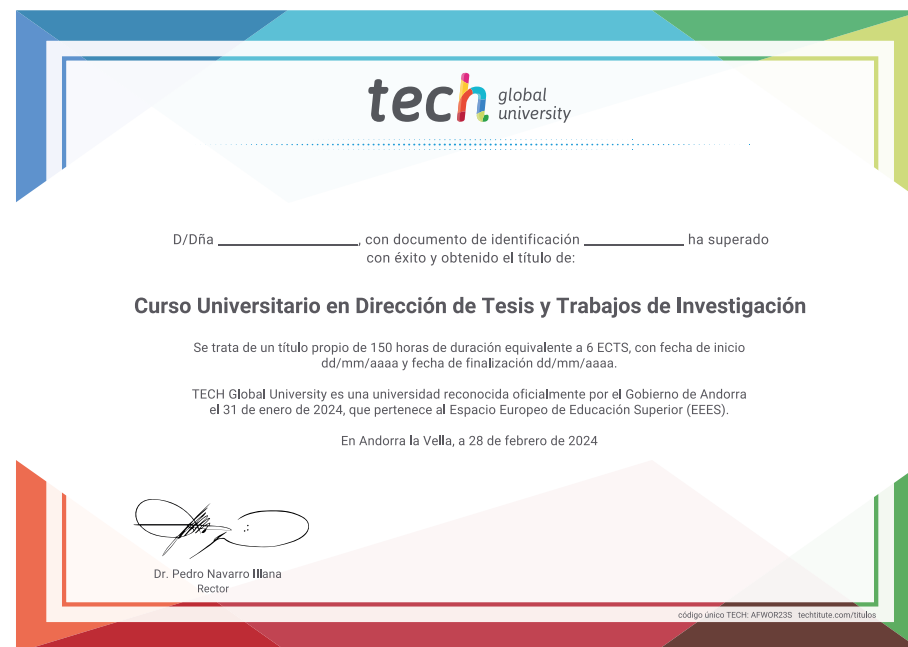 tech global university
D/Dña ____________, con documento de identificación ____________ ha superado
con éxito y obtenido el título de:
Curso Universitario en Dirección de Tesis y Trabajos de Investigación
Se trata de un título propio de 150 horas de duración equivalente a 6 ECTS, con fecha de inicio
dd/mm/aaaa y fecha de finalización dd/mm/aaaa.
TECH Global University es una universidad reconocida oficialmente por el Gobierno de Andorra
el 31 de enero de 2024, que pertenece al Espacio Europeo de Educación Superior (EEES).
En Andorra la Vella, a 28 de febrero de 2024
Dr. Pedro Navarro Illana
Rector
código único TECH: AFWOR23S techtitute.com/titulos